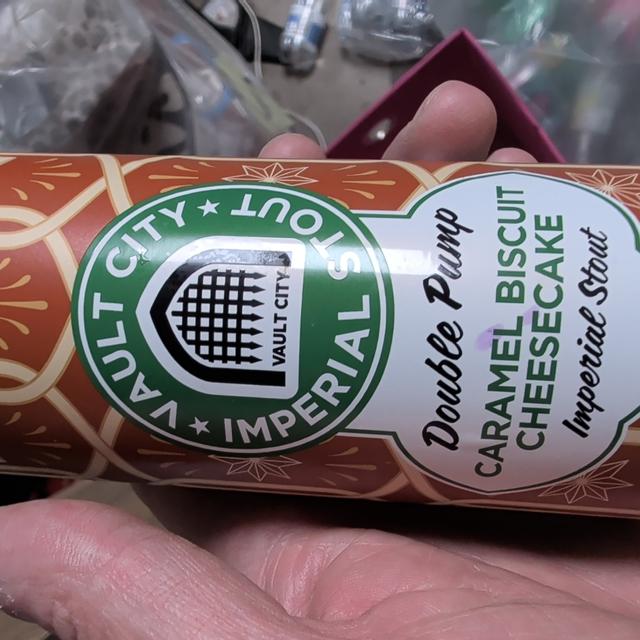 VAULT CITY ★ IMPERIAL STOUT ★
VAULT CITY
Double Pump
CARAMEL BISCUIT
CHEESECAKE
Imperial Stout